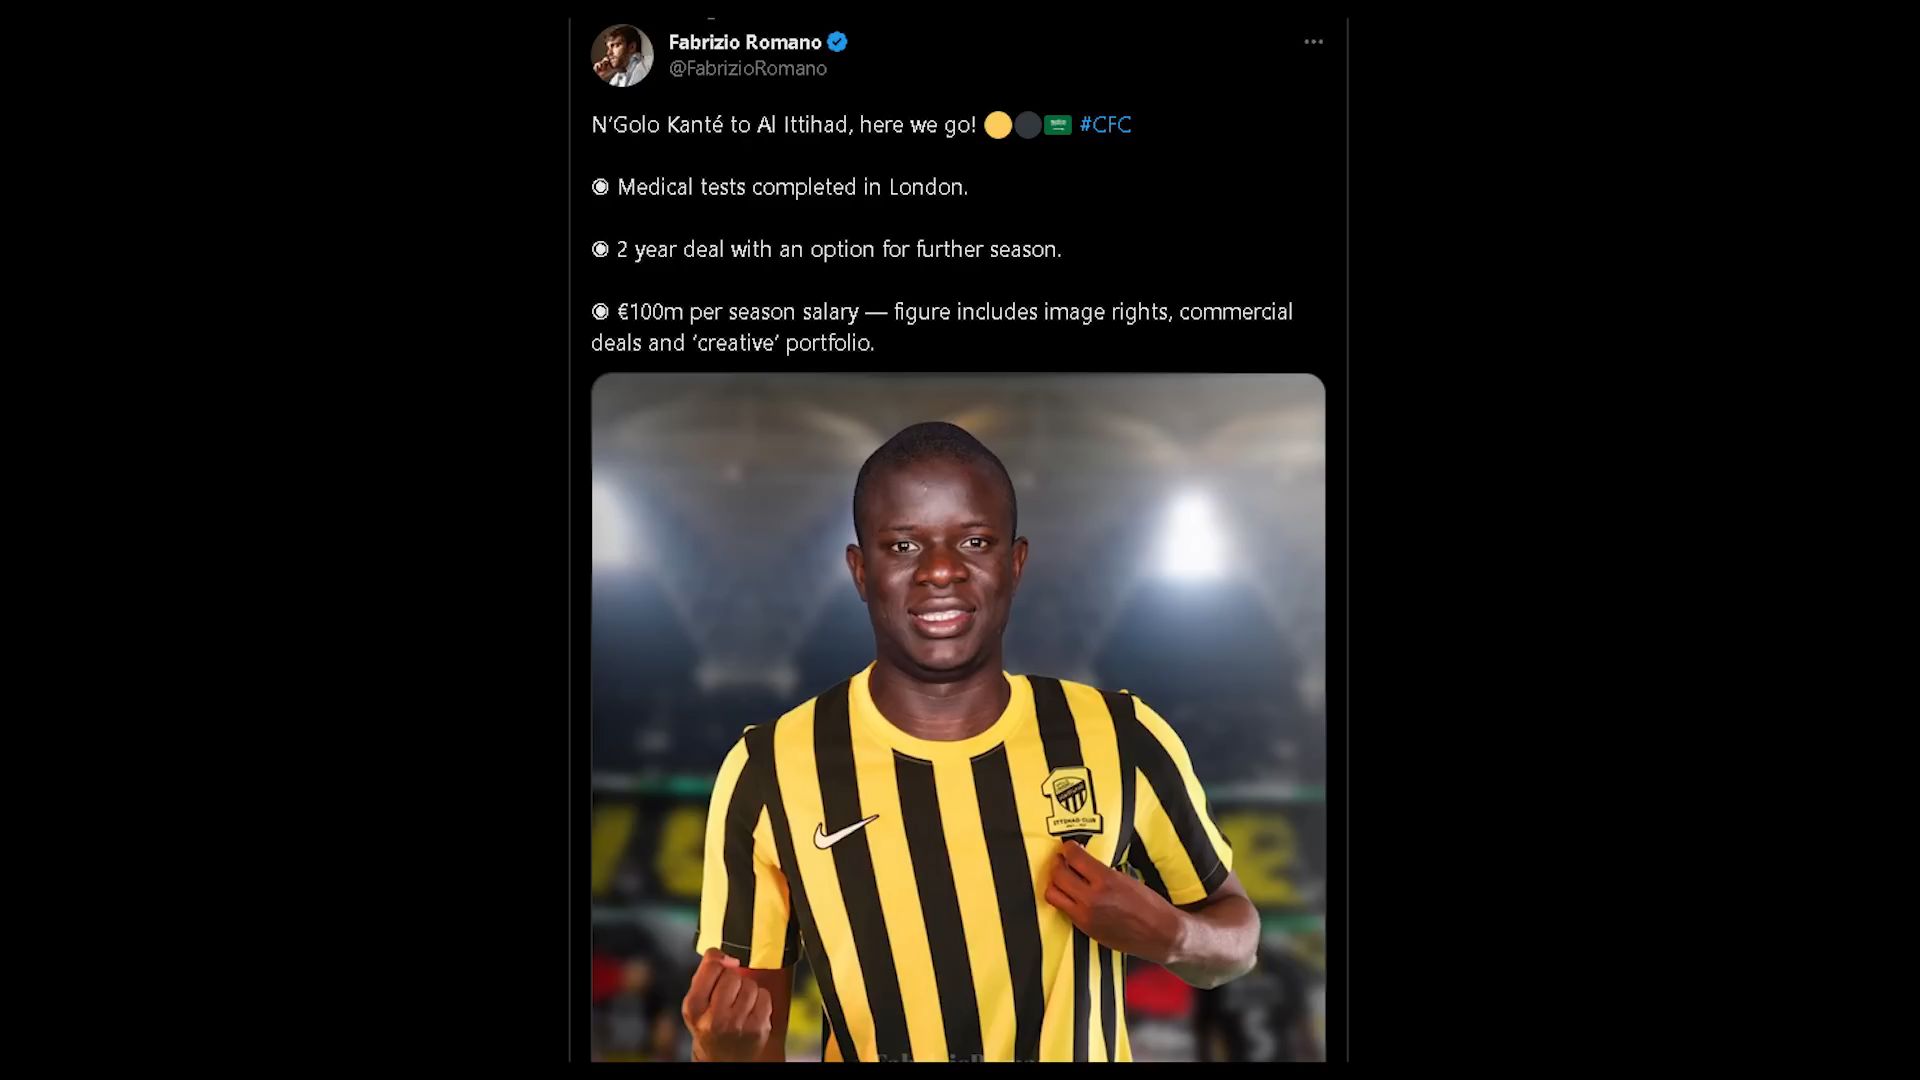 Fabrizio Romano
@FabrizioRomano
N’Golo Kanté to Al Ittihad, here we go! 🟡⚫️🇸🇦 #CFC
◉ Medical tests completed in London.
◉ 2 year deal with an option for further season.
◉ €100m per season salary — figure includes image rights, commercial
deals and ‘creative’ portfolio.
ITTIHAD CLUB